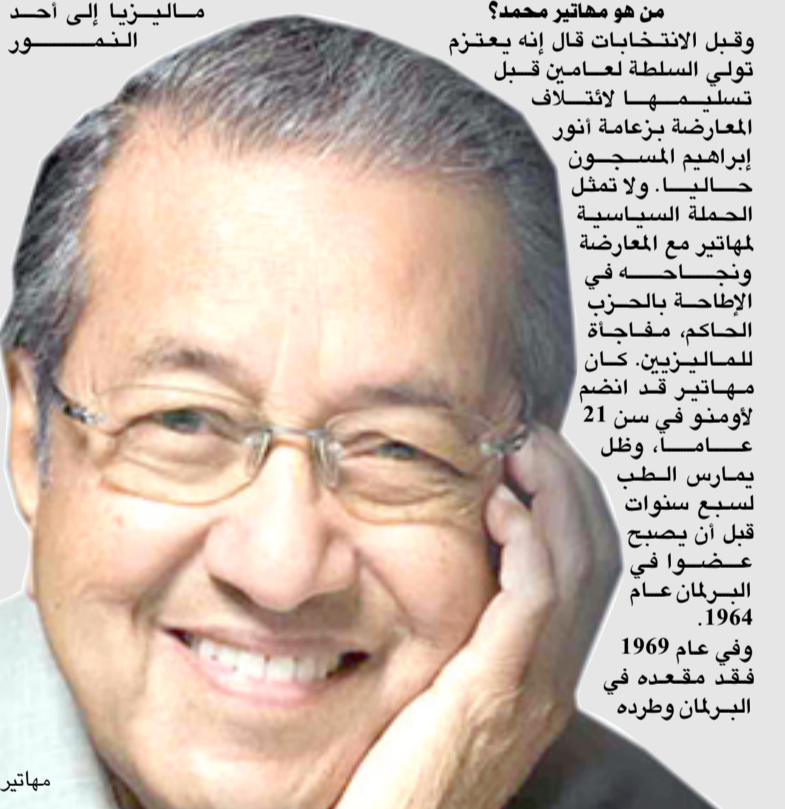 من هو مهاتير محمد؟
وقبل الانتخابات قال إنه يعتزم
تولي السلطة لعامين قبل
تسليمها لائتلاف
المعارضة بزعامة أنور
إبراهيم المسجون
حاليا. ولا تمثل
الحملة السياسية
لمهاتير مع المعارضة
ونجاحه في
الإطاحة بالحزب
الحاكم، مفاجأة
للماليزيين. كان
مهاتير قد انضم
لأومنو في سن 21
عاما، وظل
يمارس الطب
لسبع سنوات
قبل أن يصبح
عضوا في
البرلمان عام
1964.
وفي عام 1969
فقد مقعده في
البرلمان وطرده
ماليزيا إلى أحد
النمور
مهاتير